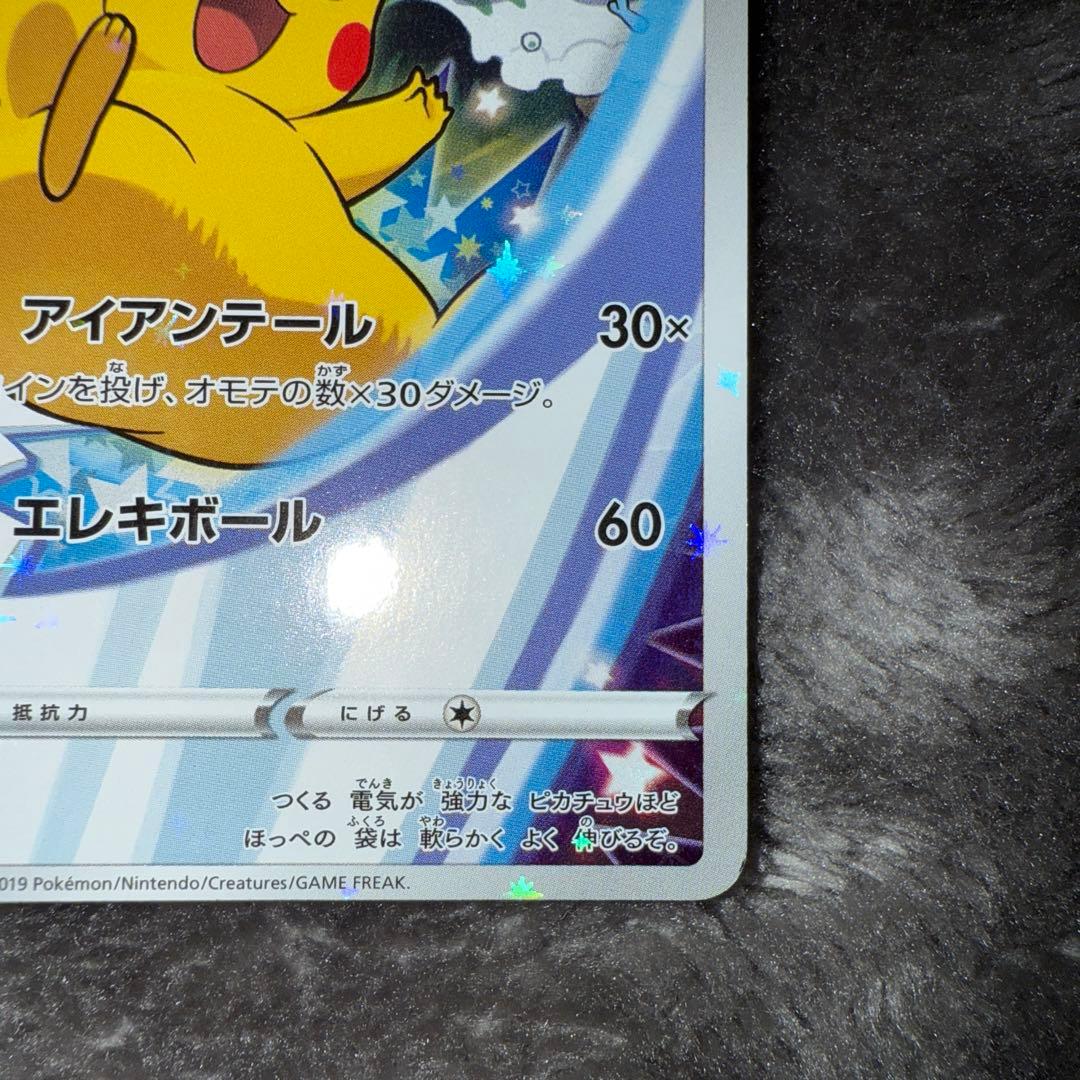 アイアンテール 30×
インを投げ、オモテの数×30ダメージ。
エレキボール 60
抵抗力 にげる
つくる 電気が 強力な ピカチュウほど
ほっぺの 袋は 軟らかく よく 伸びるぞ。
019 Pokémon/Nintendo/Creatures/GAME FREAK.